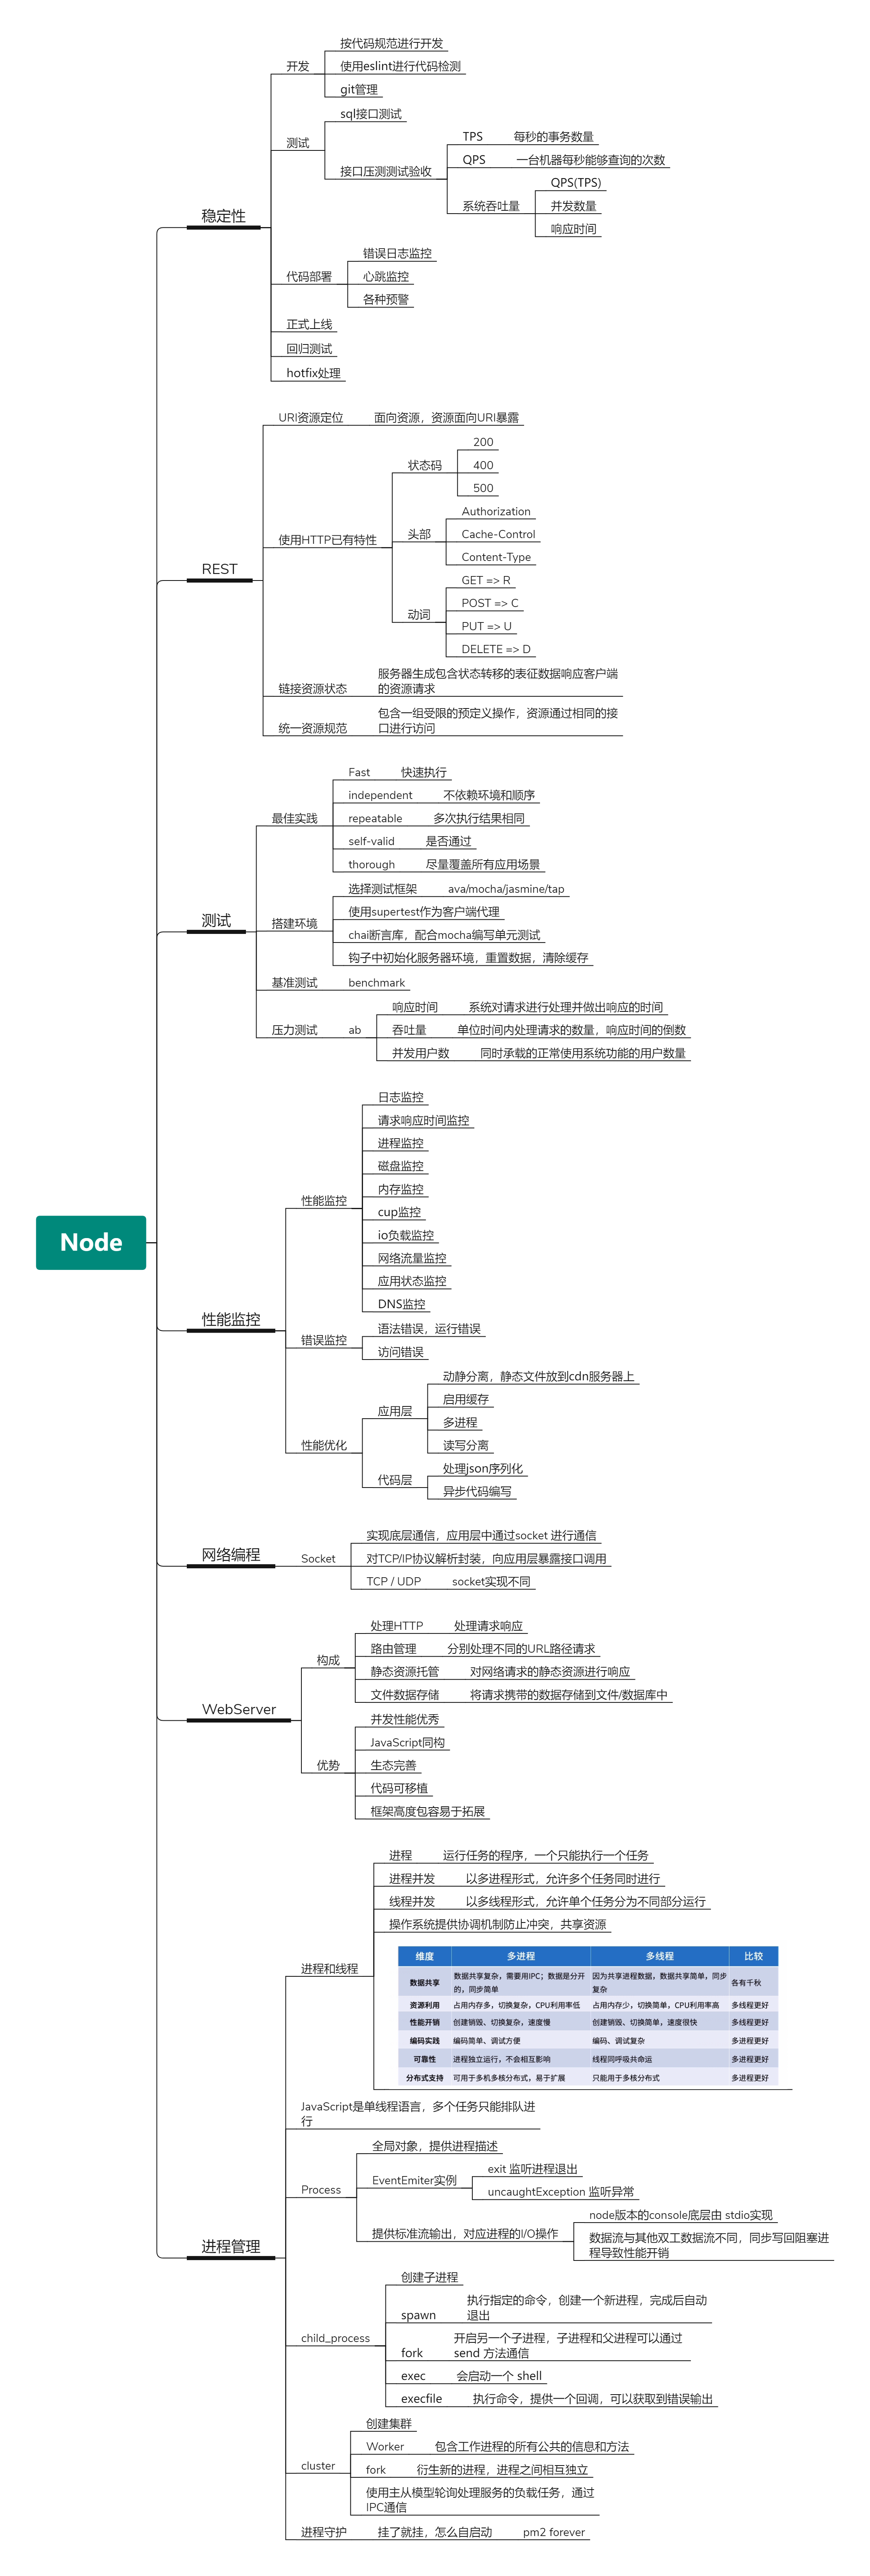 Node
稳定性
开发
按代码规范进行开发
使用eslint进行代码检测
git管理
测试
sql接口测试
接口压测测试验收
TPS 每秒的事务数量
QPS 一台机器每秒能够查询的次数
系统吞吐量
QPS(TPS)
并发数量
响应时间
代码部署
错误日志监控
心跳监控
各种预警
正式上线
回归测试
hotfix处理
REST
URI资源定位 面向资源，资源面向URI暴露
使用HTTP已有特性
状态码
200
400
500
头部
Authorization
Cache-Control
Content-Type
动词
GET => R
POST => C
PUT => U
DELETE => D
链接资源状态
服务器生成包含状态转移的表征数据响应客户端
的资源请求
统一资源规范
包含一组受限的预定义操作，资源通过相同的接
口进行访问
测试
最佳实践
Fast 快速执行
independent 不依赖环境和顺序
repeatable 多次执行结果相同
self-valid 是否通过
thorough 尽量覆盖所有应用场景
搭建环境
选择测试框架 ava/mocha/jasmine/tap
使用supertest作为客户端代理
chai断言库，配合mocha编写单元测试
钩子中初始化服务器环境，重置数据，清除缓存
基准测试 benchmark
压力测试 ab
响应时间 系统对请求进行处理并做出响应的时间
吞吐量 单位时间内处理请求的数量，响应时间的倒数
并发用户数 同时承载的正常使用系统功能的用户数量
性能监控
性能监控
日志监控
请求响应时间监控
进程监控
磁盘监控
内存监控
cup监控
io负载监控
网络流量监控
应用状态监控
DNS监控
错误监控
语法错误，运行错误
访问错误
性能优化
应用层
动静分离，静态文件放到cdn服务器上
启用缓存
多进程
读写分离
代码层
处理json序列化
异步代码编写
网络编程
Socket
实现底层通信，应用层中通过socket 进行通信
对TCP/IP协议解析封装，向应用层暴露接口调用
TCP / UDP socket实现不同
WebServer
构成
处理HTTP 处理请求响应
路由管理 分别处理不同的URL路径请求
静态资源托管 对网络请求的静态资源进行响应
文件数据存储 将请求携带的数据存储到文件/数据库中
优势
并发性能优秀
JavaScript同构
生态完善
代码可移植
框架高度包容易于拓展
进程管理
进程和线程
进程 运行任务的程序，一个只能执行一个任务
进程并发 以多进程形式，允许多个任务同时进行
线程并发 以多线程形式，允许单个任务分为不同部分运行
操作系统提供协调机制防止冲突，共享资源
维度 多进程 多线程 比较
数据共享 数据共享复杂，需要用IPC；数据是分开的，同步简单 因为共享进程数据，数据共享简单，同步复杂 各有千秋
资源利用 占用内存多，切换复杂，CPU利用率低 占用内存少，切换简单，CPU利用率高 多线程更好
性能开销 创建销毁、切换复杂，速度慢 创建销毁、切换简单，速度很快 多线程更好
编码实践 编码简单、调试方便 编码、调试复杂 多进程更好
可靠性 进程独立运行，不会相互影响 线程同呼吸共命运 多进程更好
分布式支持 可用于多机多核分布式，易于扩展 只能用于多核分布式 多进程更好
JavaScript是单线程语言，多个任务只能排队进
行
Process
全局对象，提供进程描述
EventEmiter实例
exit 监听进程退出
uncaughtException 监听异常
提供标准流输出，对应进程的I/O操作
node版本的console底层由 stdio实现
数据流与其他双工数据流不同，同步写回阻塞进
程导致性能开销
child_process
创建子进程
spawn
执行指定的命令，创建一个新进程，完成后自动
退出
fork
开启另一个子进程，子进程和父进程可以通过
send 方法通信
exec 会启动一个 shell
execfile 执行命令，提供一个回调，可以获取到错误输出
cluster
创建集群
Worker 包含工作进程的所有公共的信息和方法
fork 衍生新的进程，进程之间相互独立
使用主从模型轮询处理服务的负载任务，通过
IPC通信
进程守护 挂了就挂，怎么自启动 pm2 forever